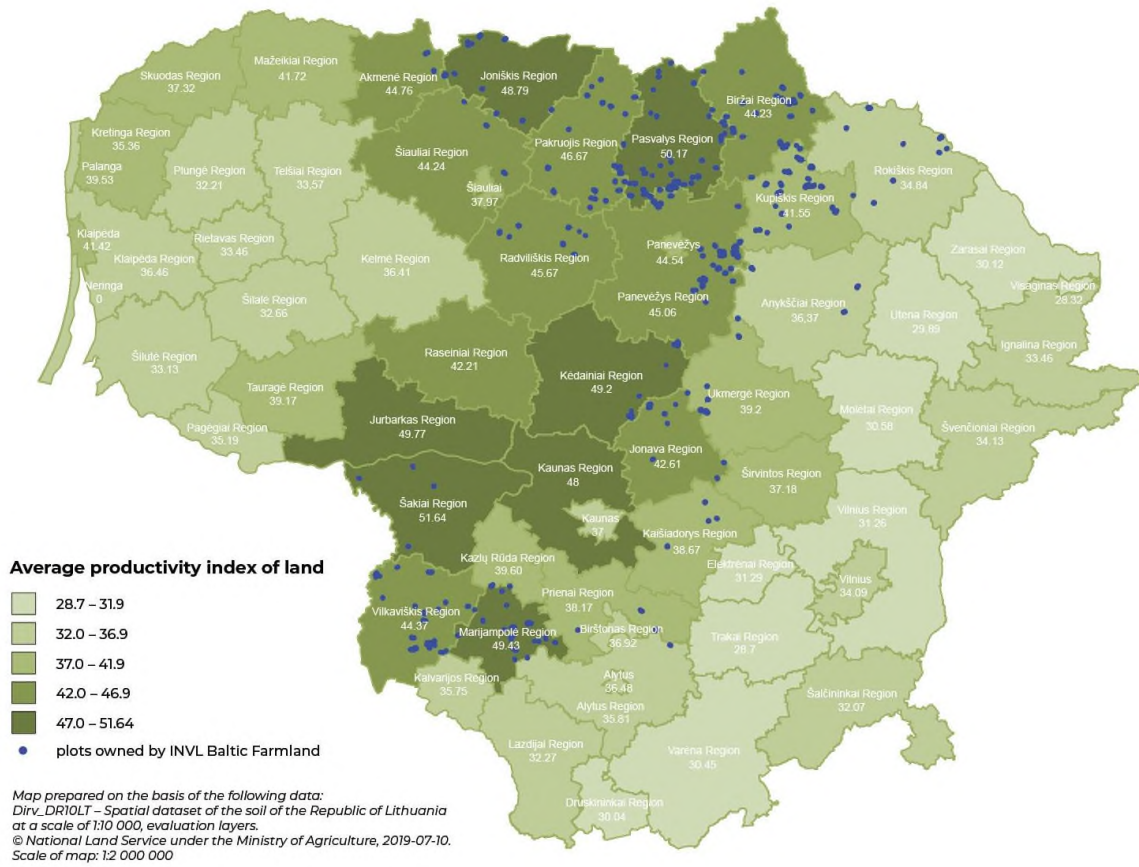 Skuodas Region
37.32
Mažeikiai Region
41.72
Akmenė Region
44.76
Joniškis Region
48.79
Biržai Region
44.23
Kretinga Region
35.36
Palanga
39.53
Plungė Region
32.21
Telšiai Region
33,57
Šiauliai Region
44.24
Šiauliai
37,97
Pakruojis Region
46.67
Pasvalys Region
50.17
Rokiškis Region
34.84
Kupiškis Region
41,55
Klaipėda
41.42
Klaipėda Region
36.46
Rietavas Region
33.46
Kelmė Region
36.41
Radviliškis Region
45.67
Panevėžys
44.54
Panevėžys Region
45.06
Zarasai Region
30.12
Visaginas Region
28.32
Neringa
0
Šilalė Region
32.66
Anykščiai Region
36,37
Utena Region
29.89
Ignalina Region
33.46
Šilutė Region
33.13
Tauragė Region
39.17
Raseiniai Region
42.21
Kėdainiai Region
49.2
Ukmergė Region
39.2
Molėtai Region
30.58
Švenčioniai Region
34.13
Pagėgiai Region
35.19
Jurbarkas Region
49.77
Jonava Region
42.61
Kaunas Region
48
Širvintos Region
37.18
Šakiai Region
51.64
Kaunas
37
Kaišiadorys Region
38.67
Vilnius Region
31.26
Kazlų Rūda Region
39.60
Elektrėnai Region
31.29
Vilnius
34.09
Average productivity index of land
28.7 – 31.9
32.0 – 36.9
37.0 – 41.9
42.0 – 46.9
47.0 – 51.64
plots owned by INVL Baltic Farmland
Prienai Region
38.17
Vilkaviškis Region
44.37
Marijampolė Region
49.43
Birštonas Region
36.92
Trakai Region
28.7
Kalvarijos Region
35.75
Alytus
36.48
Alytus Region
35.81
Šalčininkai Region
32.07
Lazdijai Region
32.27
Varėna Region
30.45
Druskininkai Region
30.04
Map prepared on the basis of the following data:
Dirv_DR10LT – Spatial dataset of the soil of the Republic of Lithuania
at a scale of 1:10 000, evaluation layers.
© National Land Service under the Ministry of Agriculture, 2019-07-10.
Scale of map: 1:2 000 000